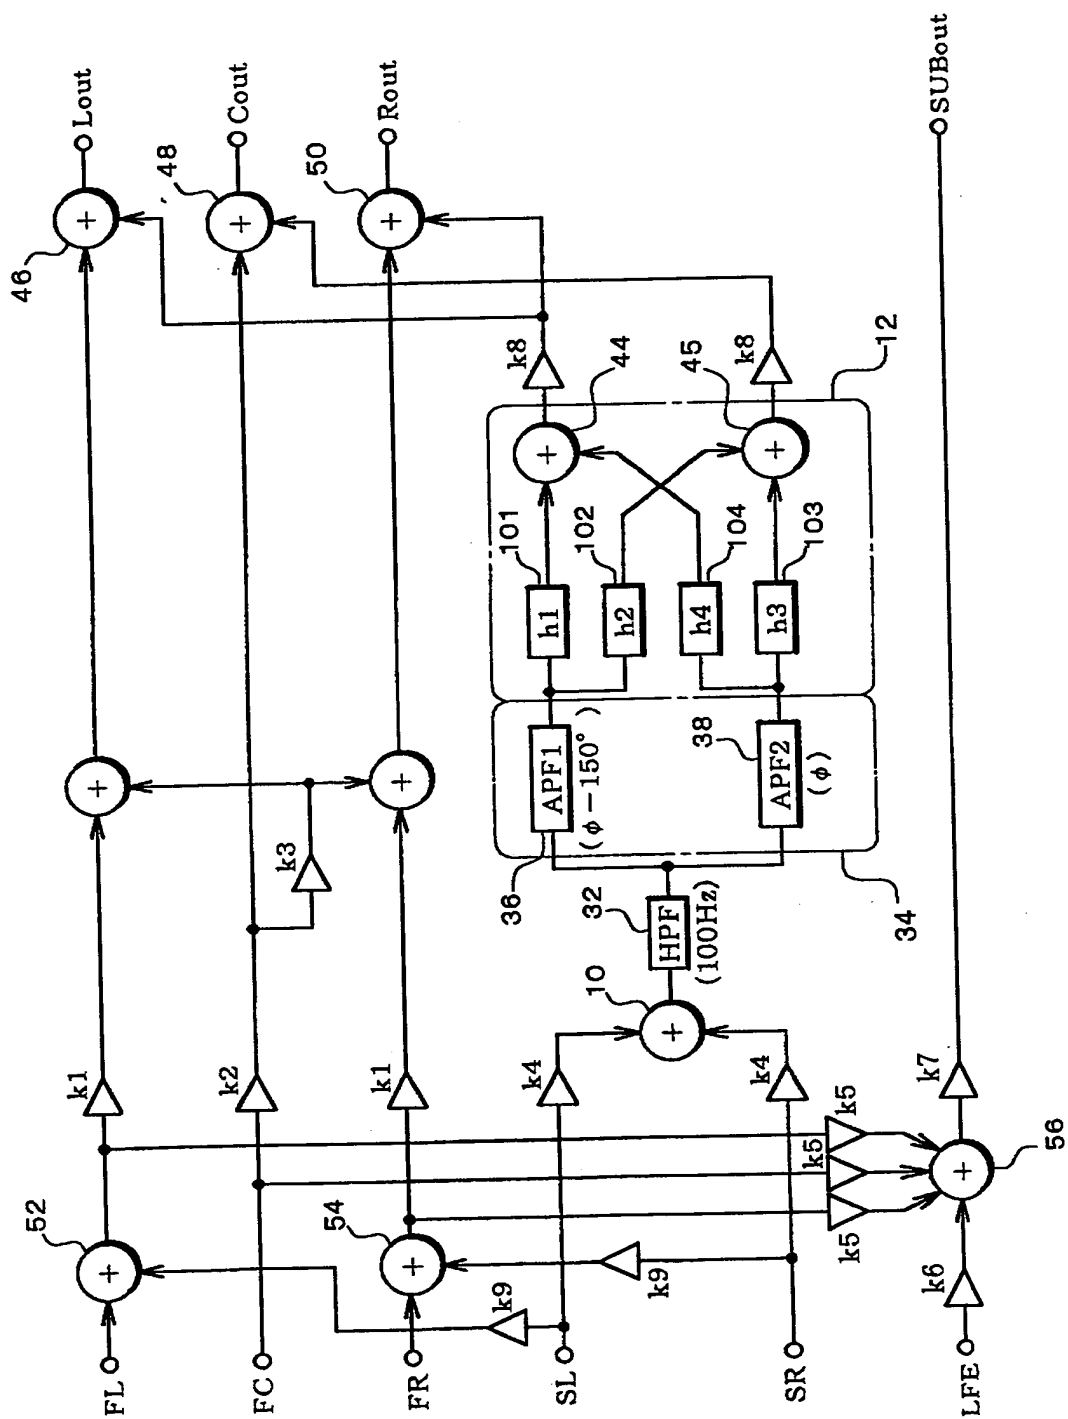 FL
FC
FR
SL
SR
LFE
52
54
k9
k9
k6
k1
k2
k1
k4
k4
k5
k5
k5
56
k7
10
32
HPF
(100Hz)
k3
34
36
APF1
(φ−150°)
38
APF2
(φ)
h1
h2
h4
h3
101
102
104
103
44
45
12
k8
k8
46
48
50
Lout
Cout
Rout
SUBout
+
+
+
+
+
+
+
+
+